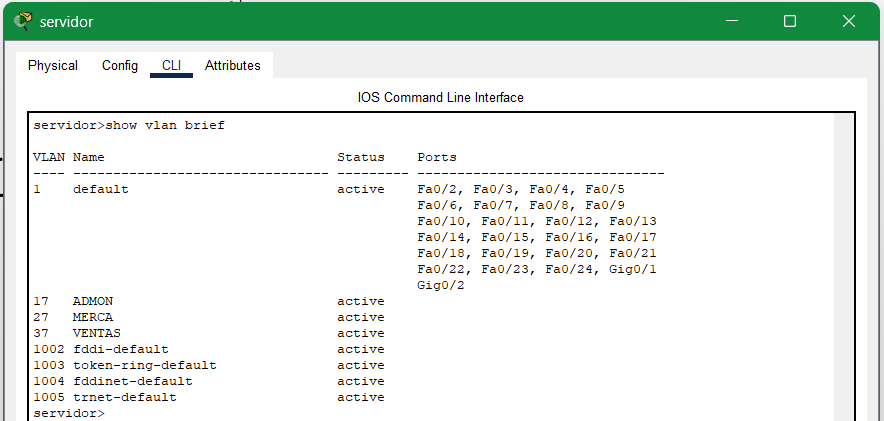 servidor
Physical Config CLI Attributes
IOS Command Line Interface
servidor>show vlan brief
VLAN Name                             Status    Ports
---- -------------------------------- --------- -------------------------------
1    default                          active    Fa0/2, Fa0/3, Fa0/4, Fa0/5
                                                Fa0/6, Fa0/7, Fa0/8, Fa0/9
                                                Fa0/10, Fa0/11, Fa0/12, Fa0/13
                                                Fa0/14, Fa0/15, Fa0/16, Fa0/17
                                                Fa0/18, Fa0/19, Fa0/20, Fa0/21
                                                Fa0/22, Fa0/23, Fa0/24, Gig0/1
                                                Gig0/2
17   ADMON                            active
27   MERCA                            active
37   VENTAS                           active
1002 fddi-default                     active
1003 token-ring-default               active
1004 fddinet-default                  active
1005 trnet-default                    active
servidor>